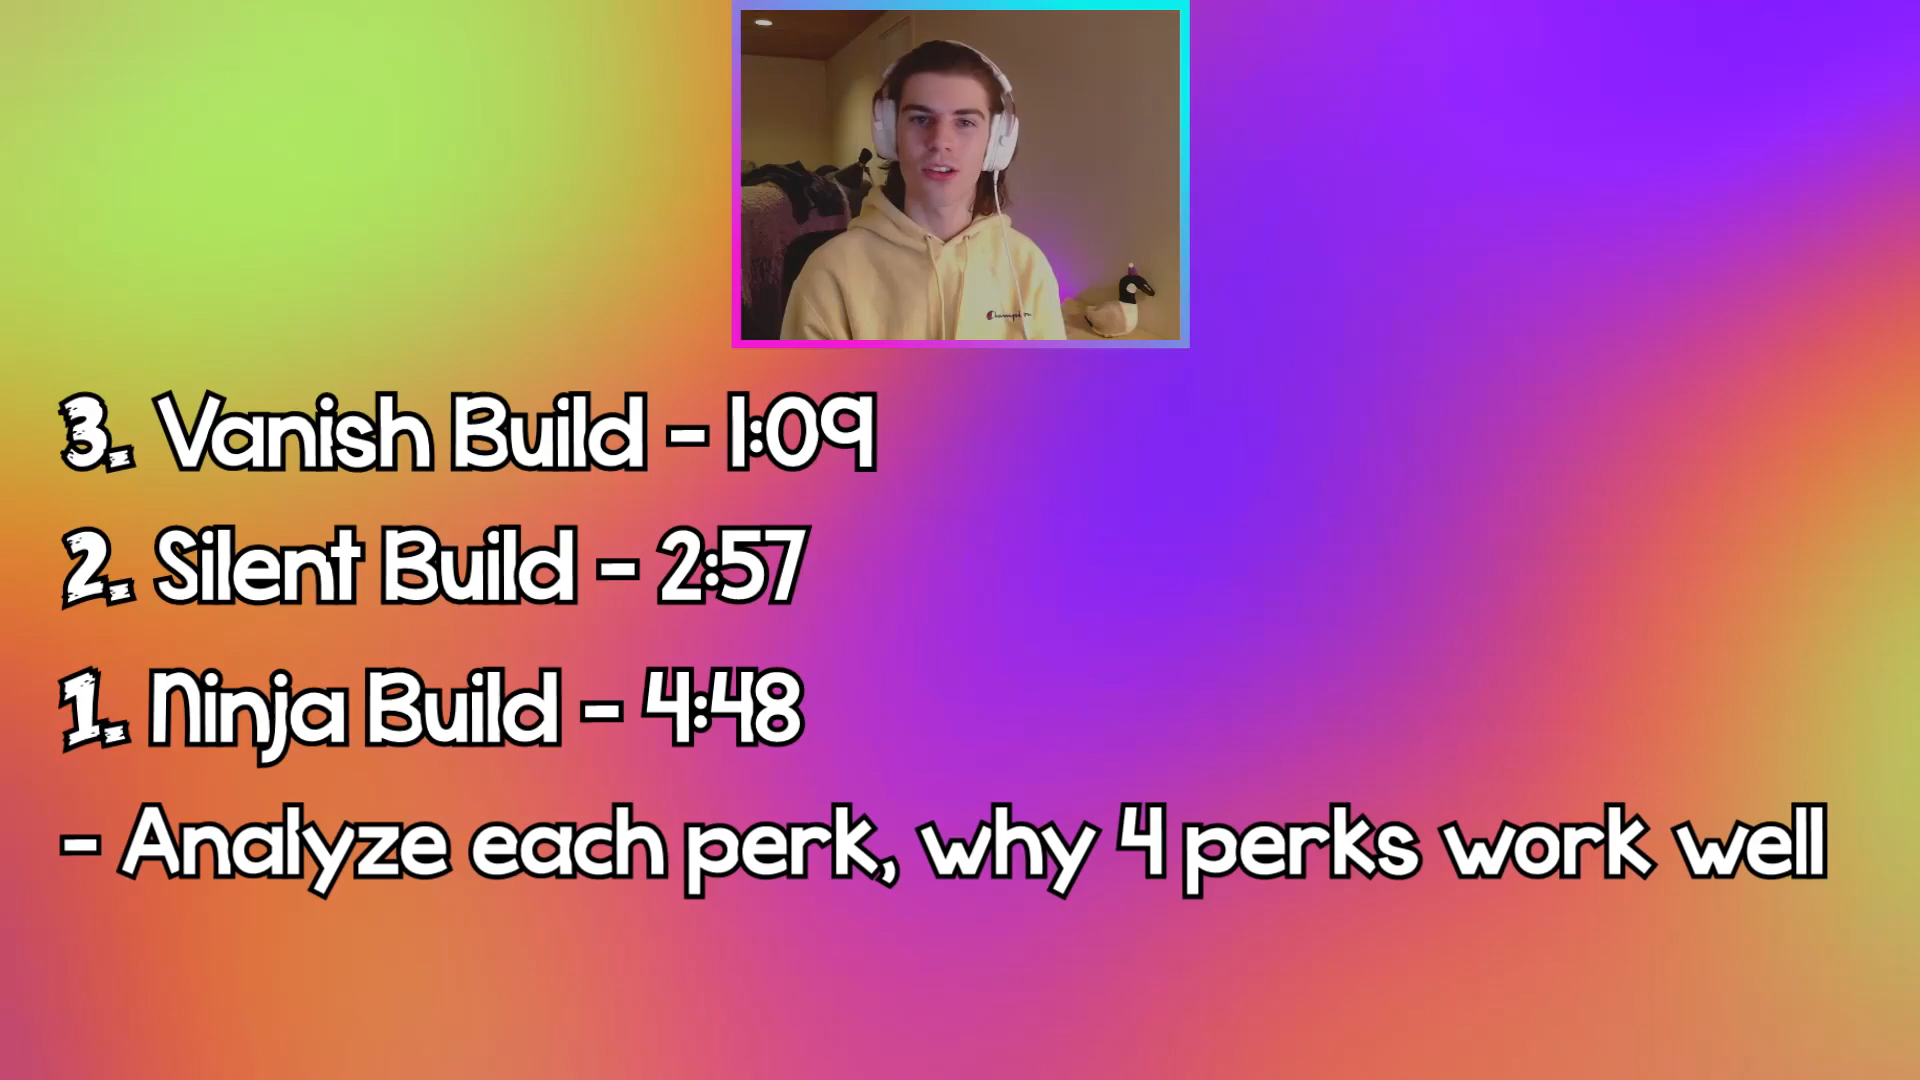 Champion
3. Vanish Build - 1:09
2. Silent Build - 2:57
1. Ninja Build - 4:48
- Analyze each perk, why 4 perks work well